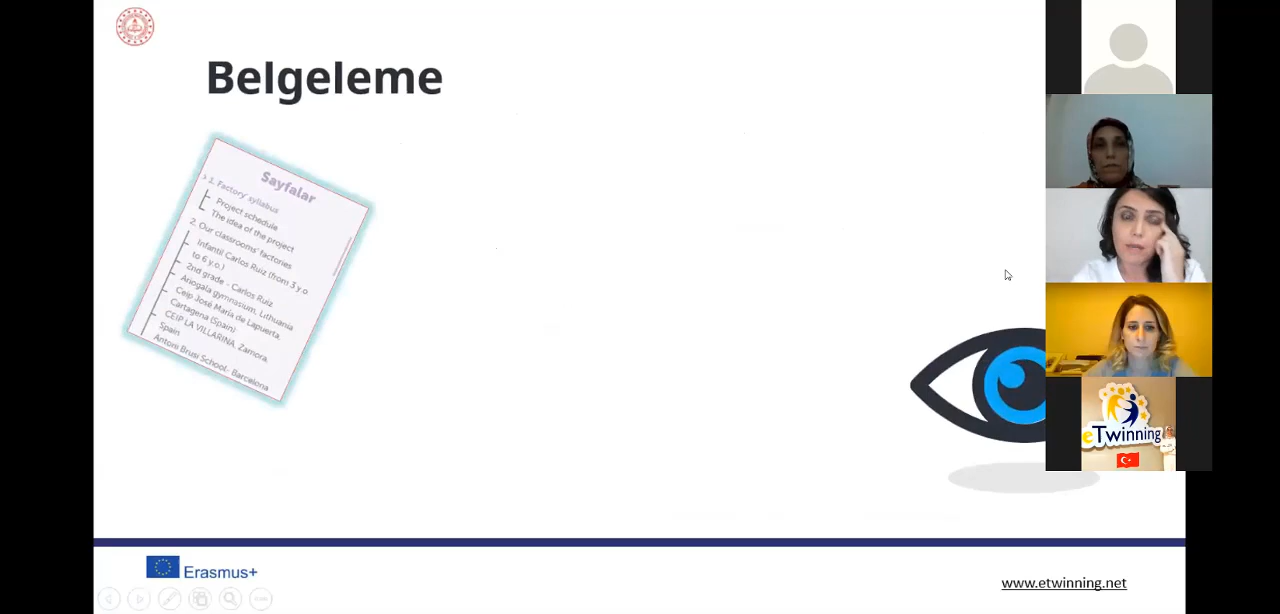 Belgeleme
Sayfalar
1. Factory' syllabus
Project schedule
The idea of the project
2. Our classrooms' factories
Infantil Carlos Ruiz (from 3 y.o
to 6 y.o.)
2nd grade - Carlos Ruiz
Ariogala gymnasium, Lithuania
Ceip José María de Lapuerta.
Cartagena (Spain)
CEIP LA VILLARINA. Zamora.
Spain
Antoni Brusi School- Barcelona
eTwinning
Erasmus+
www.etwinning.net